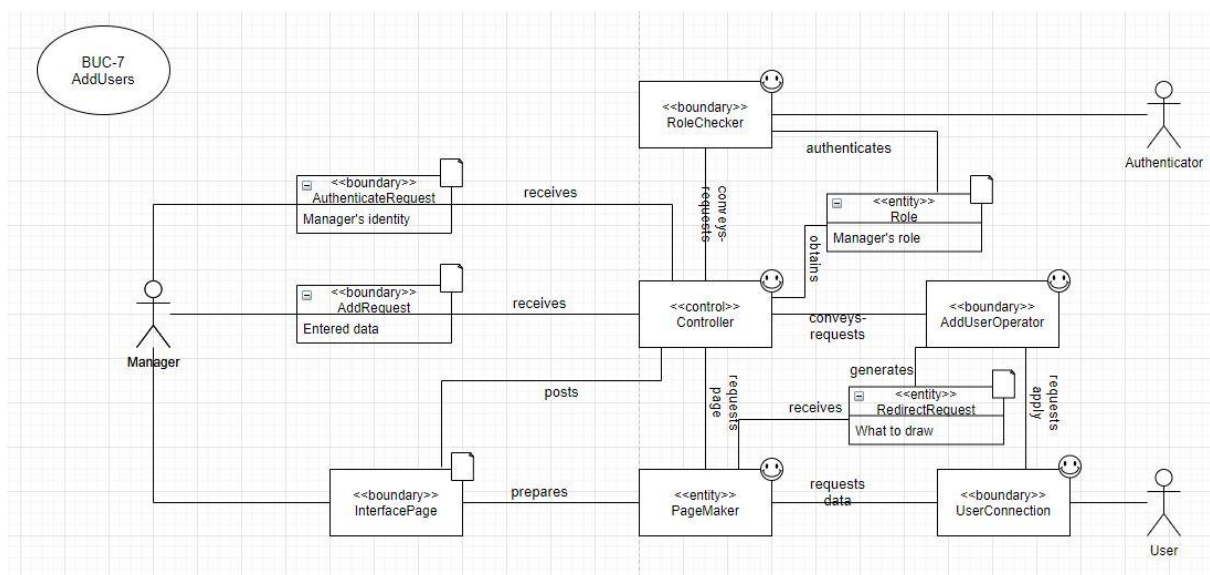 BUC-7
AddUsers
<<boundary>>
RoleChecker
authenticates
Authenticator
<<boundary>>
AuthenticateRequest
Manager's identity
receives
conveys-
requests
<<entity>>
Role
Manager's role
obtains
<<boundary>>
AddRequest
Entered data
receives
<<control>>
Controller
conveys-
requests
<<boundary>>
AddUserOperator
Manager
posts
requests
page
generates
receives
<<entity>>
RedirectRequest
What to draw
requests
apply
<<boundary>>
InterfacePage
prepares
<<entity>>
PageMaker
requests
data
<<boundary>>
UserConnection
User